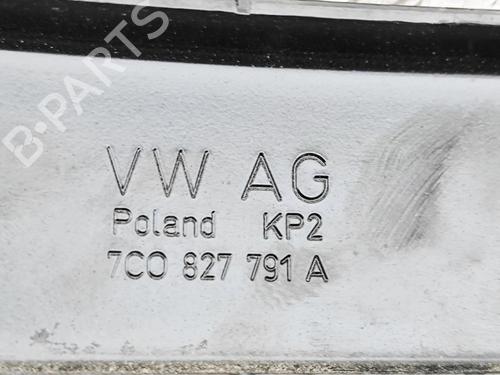 B-PARTS
VW AG
Poland KP2
7C0 827 791 A